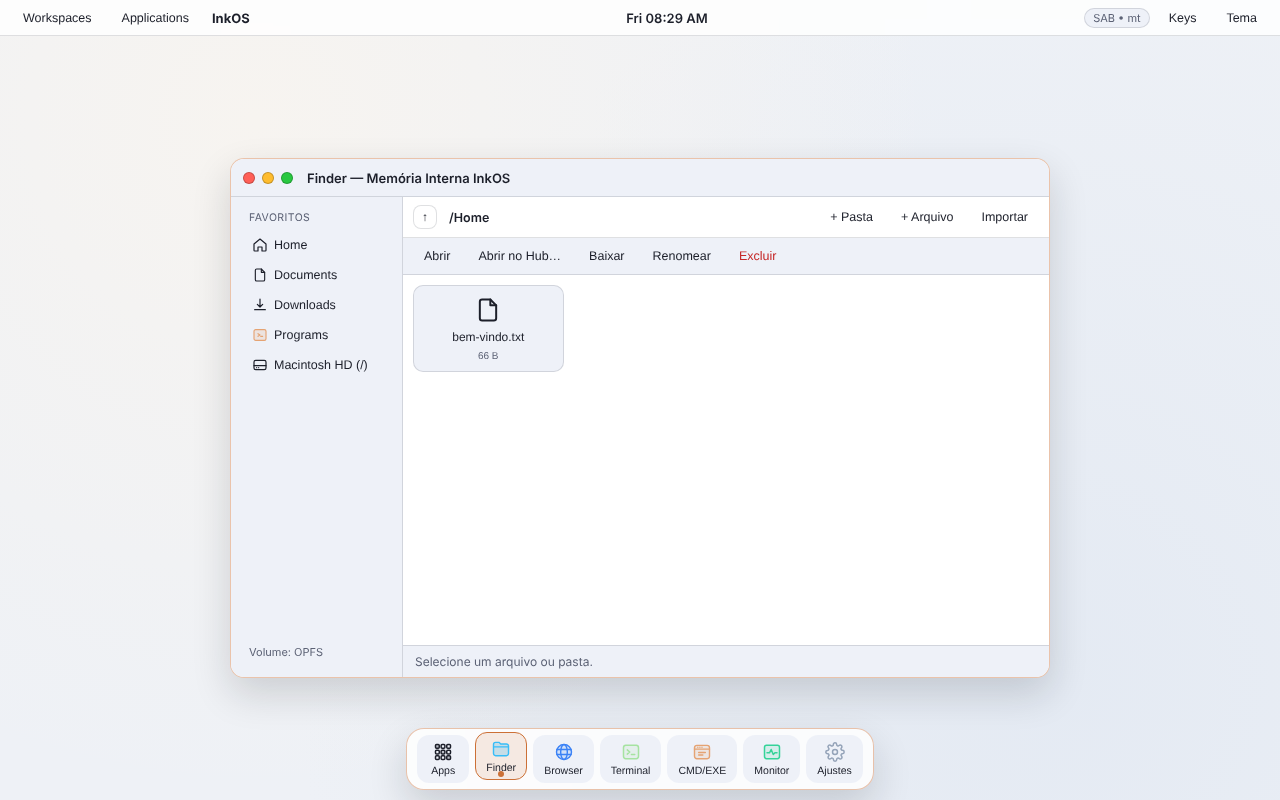 Workspaces Applications InkOS Fri 08:29 AM SAB • mt Keys Tema
Finder — Memória Interna InkOS
FAVORITOS
Home
Documents
Downloads
Programs
Macintosh HD (/)
Volume: OPFS
↑ /Home + Pasta + Arquivo Importar
Abrir Abrir no Hub… Baixar Renomear Excluir
bem-vindo.txt
66 B
Selecione um arquivo ou pasta.
Apps Finder Browser Terminal CMD/EXE Monitor Ajustes